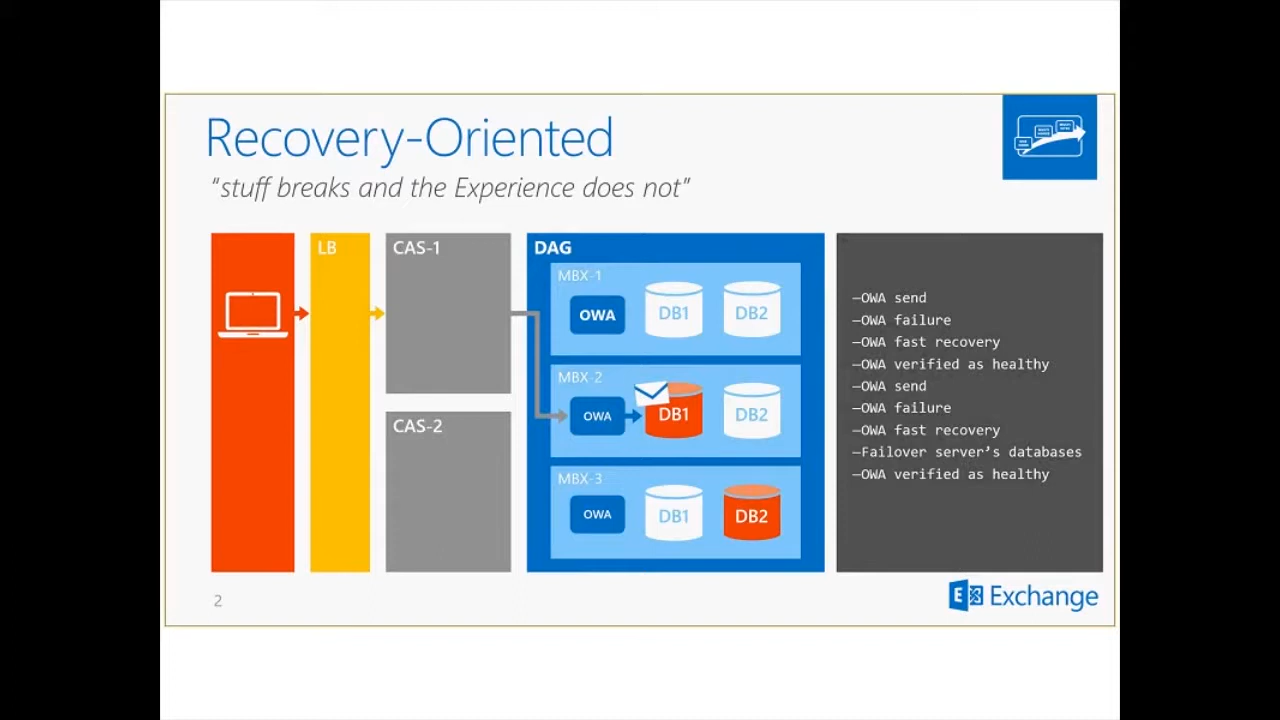 Recovery-Oriented
"stuff breaks and the Experience does not"
LB
CAS-1
CAS-2
DAG
MBX-1
OWA
DB1
DB2
MBX-2
OWA
DB1
DB2
MBX-3
OWA
DB1
DB2
–OWA send
–OWA failure
–OWA fast recovery
–OWA verified as healthy
–OWA send
–OWA failure
–OWA fast recovery
–Failover server's databases
–OWA verified as healthy
2
E Exchange